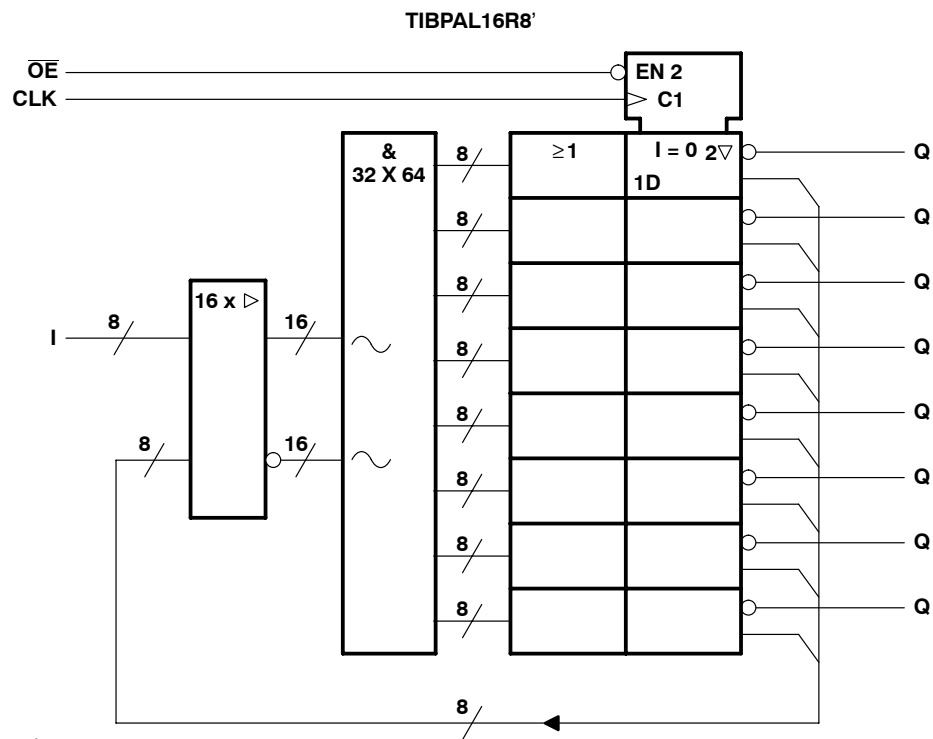 TIBPAL16R8’
OE
EN 2
CLK
C1
&
32 X 64
8
≥1
I = 0 2▽
1D
Q
8
Q
8
Q
16 x ▷
I
8
16
8
Q
8
Q
8
16
8
Q
8
Q
8
Q
8